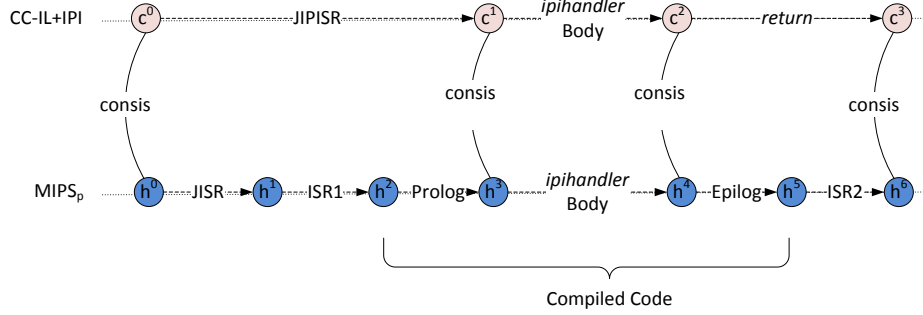 CC-IL+IPI c⁰ JIPISR c¹ ipihandler Body c² return c³
consis consis consis consis
MIPSₚ h⁰ JISR h¹ ISR1 h² Prolog h³ ipihandler Body h⁴ Epilog h⁵ ISR2 h⁶
Compiled Code